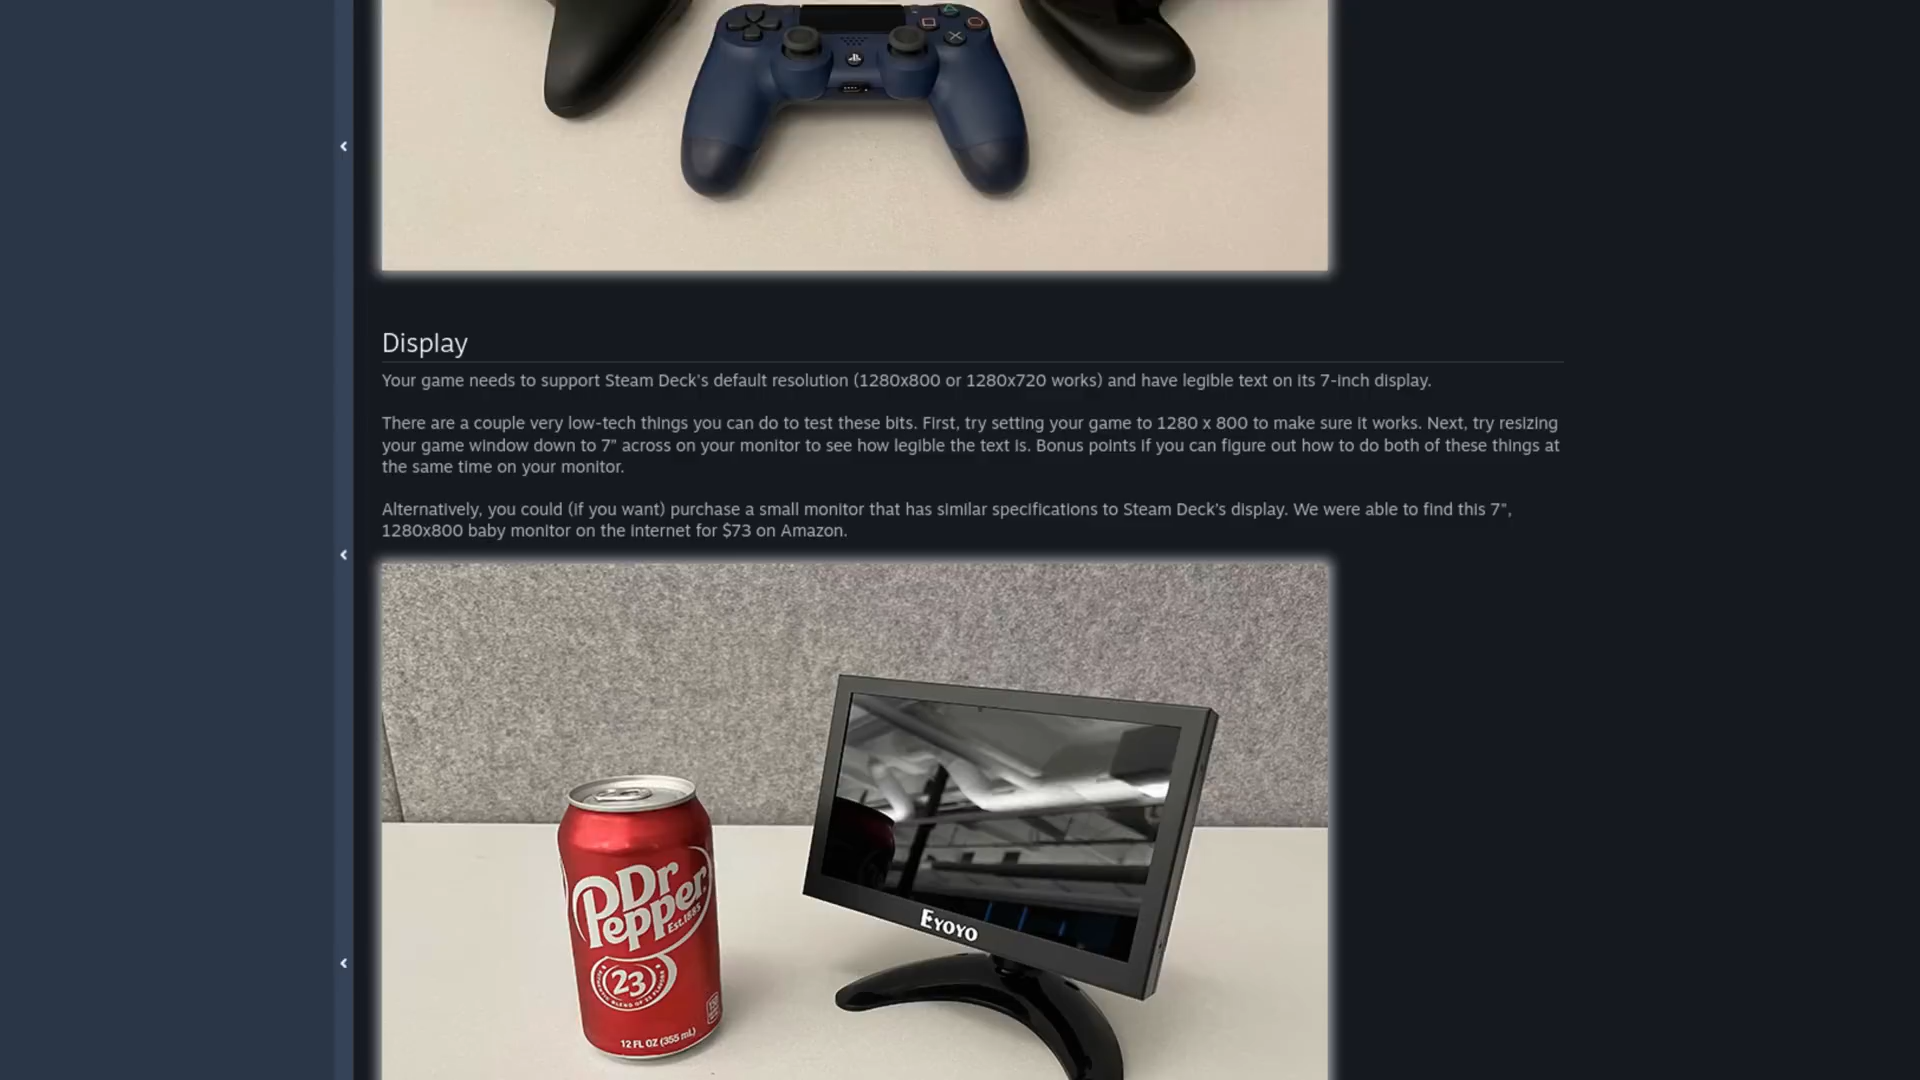 Display
Your game needs to support Steam Deck's default resolution (1280x800 or 1280x720 works) and have legible text on its 7-inch display.
There are a couple very low-tech things you can do to test these bits. First, try setting your game to 1280 x 800 to make sure it works. Next, try resizing
your game window down to 7" across on your monitor to see how legible the text is. Bonus points if you can figure out how to do both of these things at
the same time on your monitor.
Alternatively, you could (if you want) purchase a small monitor that has similar specifications to Steam Deck's display. We were able to find this 7",
1280x800 baby monitor on the internet for $73 on Amazon.
Dr
Pepper
Est.1885
23
12 FL OZ (355 mL)
EYOYO